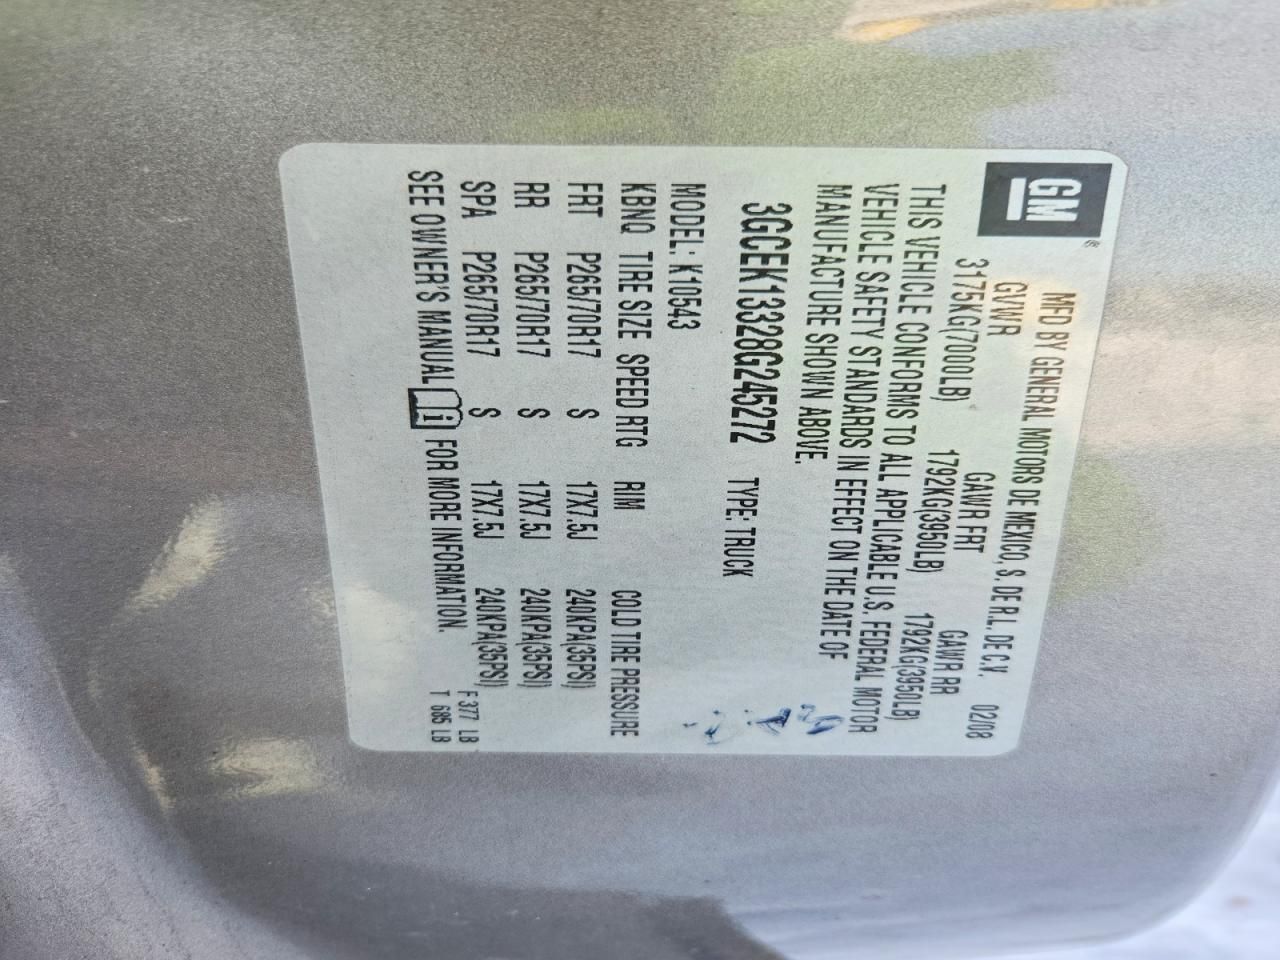 GM
MFD BY GENERAL MOTORS DE MEXICO, S. DE R.L. DE C.V. 02/08
GVWR GAWR FRT GAWR RR
3175KG(7000LB) 1792KG(3950LB) 1792KG(3950LB)
THIS VEHICLE CONFORMS TO ALL APPLICABLE U.S. FEDERAL MOTOR
VEHICLE SAFETY STANDARDS IN EFFECT ON THE DATE OF
MANUFACTURE SHOWN ABOVE.
3GCEK13328G245272 TYPE: TRUCK
MODEL: K10543
KBNQ TIRE SIZE SPEED RTG RIM COLD TIRE PRESSURE
FRT P265/70R17 S 17X7.5J 240KPA(35PSI)
RR P265/70R17 S 17X7.5J 240KPA(35PSI)
SPA P265/70R17 S 17X7.5J 240KPA(35PSI)
SEE OWNER'S MANUAL i FOR MORE INFORMATION.
F 377 LB
T 685 LB